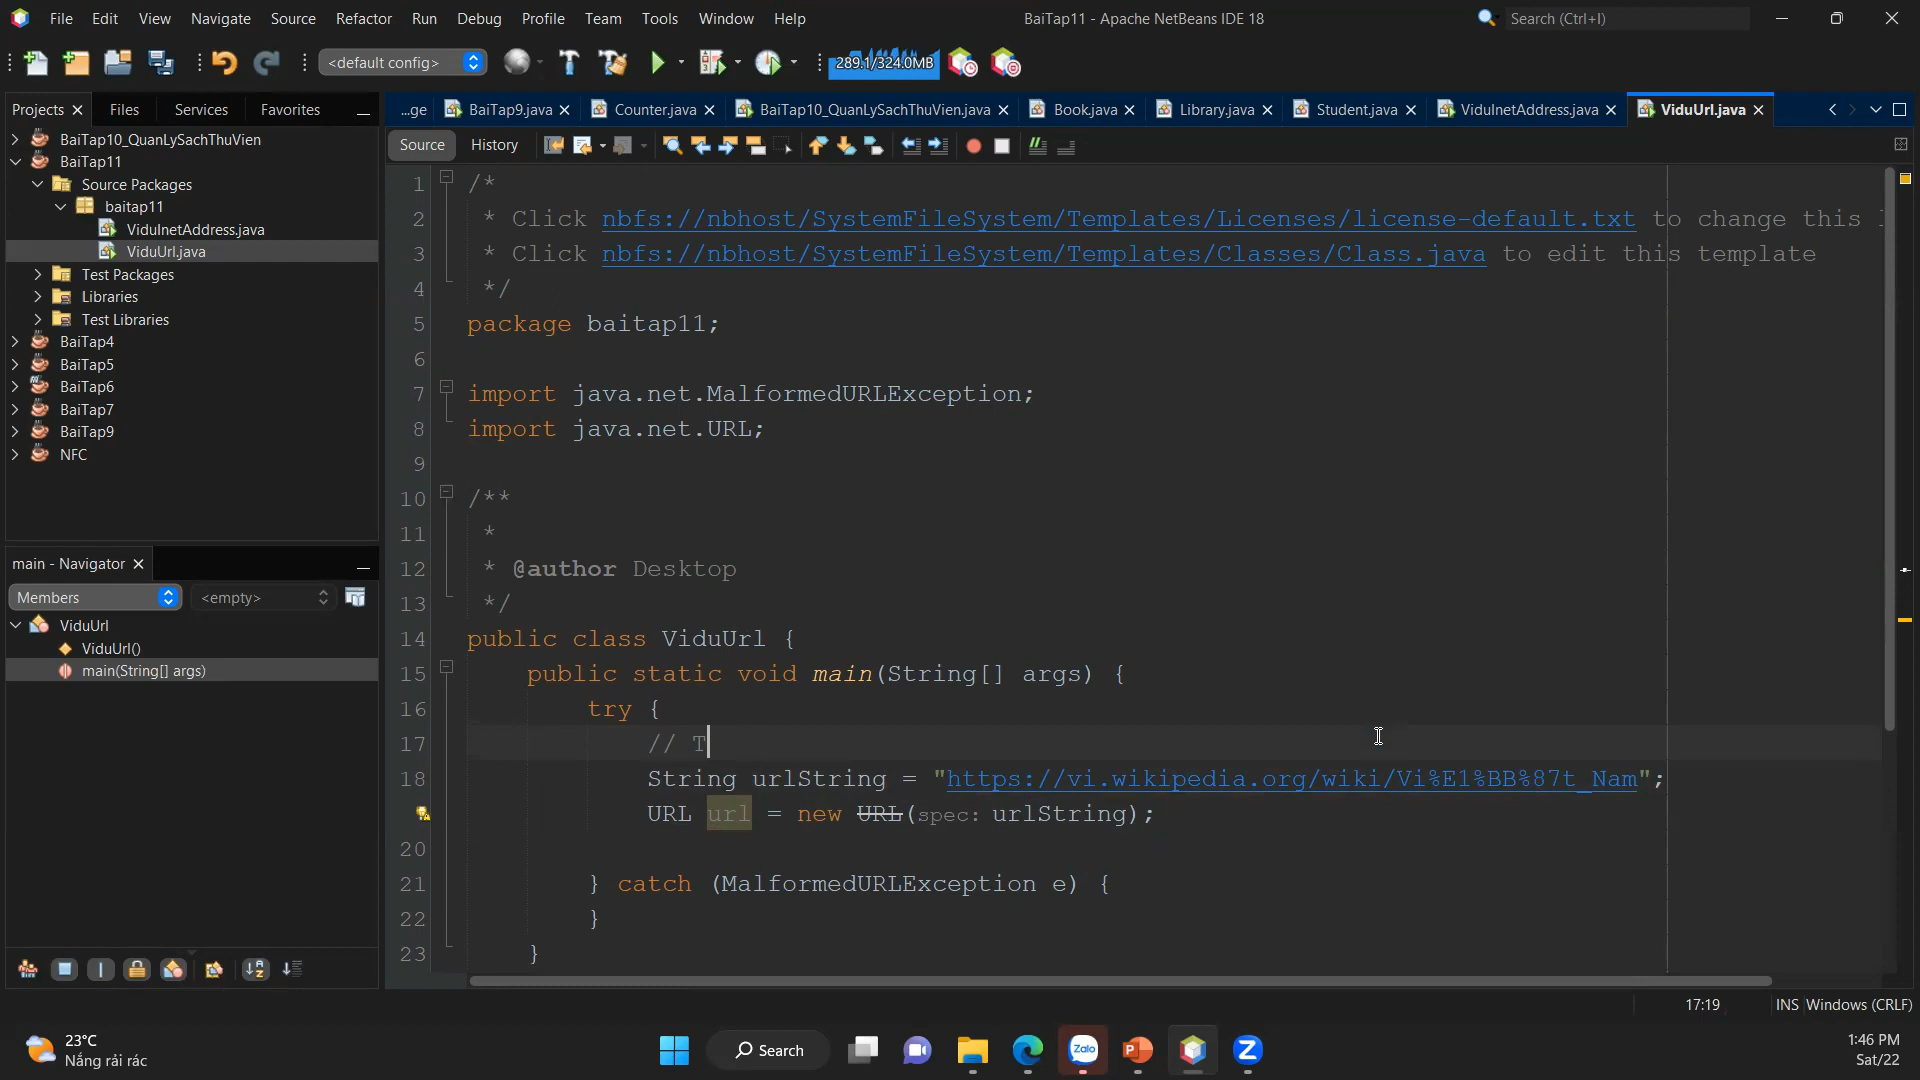 File Edit View Navigate Source Refactor Run Debug Profile Team Tools Window Help
BaiTap11 - Apache NetBeans IDE 18
Search (Ctrl+I)
<default config>
289.1/324.0MB
Projects Files Services Favorites
...ge BaiTap9.java Counter.java BaiTap10_QuanLySachThuVien.java Book.java Library.java Student.java ViduInetAddress.java ViduUrl.java
Source History
BaiTap10_QuanLySachThuVien
BaiTap11
Source Packages
baitap11
ViduInetAddress.java
ViduUrl.java
Test Packages
Libraries
Test Libraries
BaiTap4
BaiTap5
BaiTap6
BaiTap7
BaiTap9
NFC
main - Navigator
Members <empty>
ViduUrl
ViduUrl()
main(String[] args)
1 /*
2 * Click nbfs://nbhost/SystemFileSystem/Templates/Licenses/license-default.txt to change this
3 * Click nbfs://nbhost/SystemFileSystem/Templates/Classes/Class.java to edit this template
4 */
5 package baitap11;
6
7 import java.net.MalformedURLException;
8 import java.net.URL;
9
10 /**
11 *
12 * @author Desktop
13 */
14 public class ViduUrl {
15 public static void main(String[] args) {
16 try {
17 // T
18 String urlString = "https://vi.wikipedia.org/wiki/Vi%E1%BB%87t_Nam";
URL url = new URL(spec: urlString);
20
21 } catch (MalformedURLException e) {
22 }
23 }
17:19 INS Windows (CRLF)
23°C
Nắng rải rác
Search
Zalo
1:46 PM
Sat/22